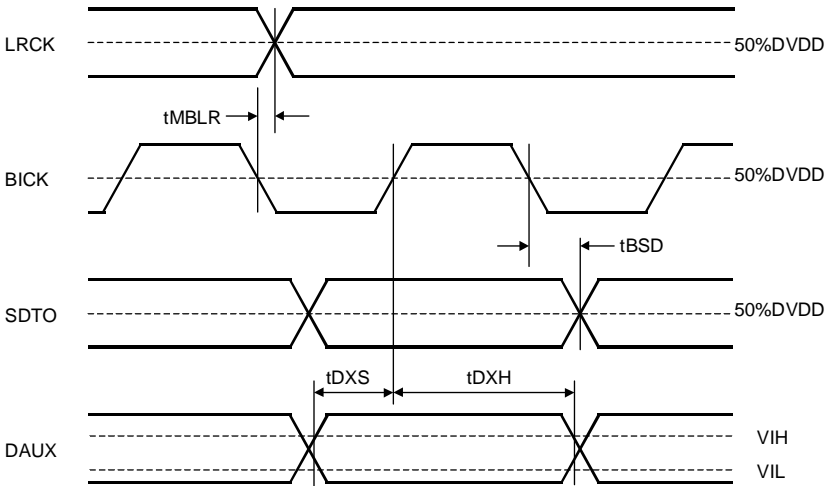 LRCK
50%DVDD
tMBLR
BICK
50%DVDD
tBSD
SDTO
50%DVDD
tDXS
tDXH
DAUX
VIH
VIL